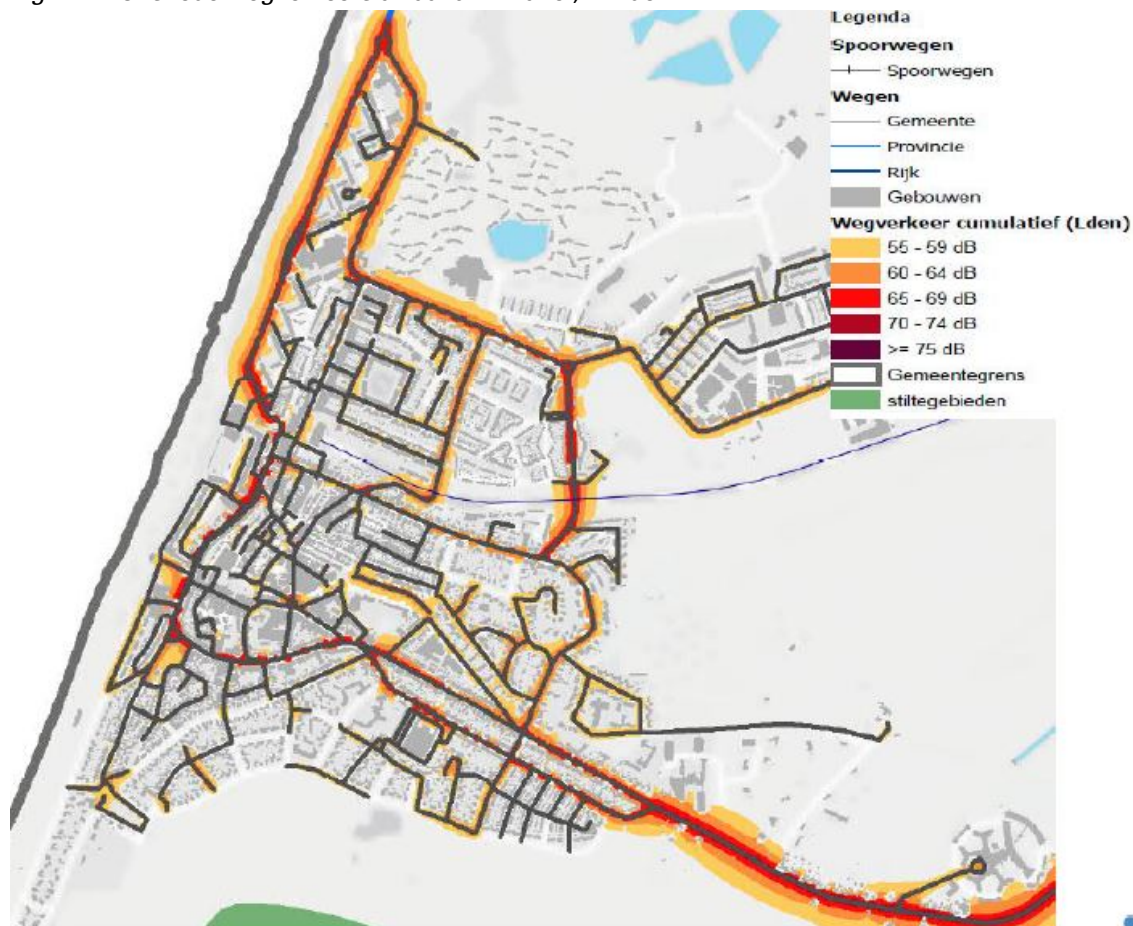 Legenda
Spoorwegen
Spoorwegen
Wegen
Gemeente
Provincie
Rijk
Gebouwen
Wegverkeer cumulatief (Lden)
55 - 59 dB
60 - 64 dB
65 - 69 dB
70 - 74 dB
>= 75 dB
Gemeentegrens
stiltegebieden